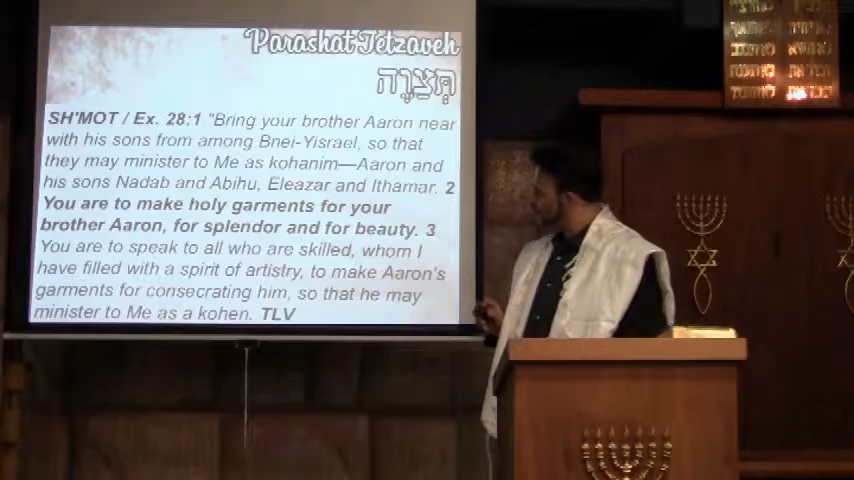 Parashat Tetzaveh
תְּצַוֶּה
SH'MOT / Ex. 28:1 "Bring your brother Aaron near
with his sons from among Bnei-Yisrael, so that
they may minister to Me as kohanim—Aaron and
his sons Nadab and Abihu, Eleazar and Ithamar. 2
You are to make holy garments for your
brother Aaron, for splendor and for beauty. 3
You are to speak to all who are skilled, whom I
have filled with a spirit of artistry, to make Aaron's
garments for consecrating him, so that he may
minister to Me as a kohen. TLV